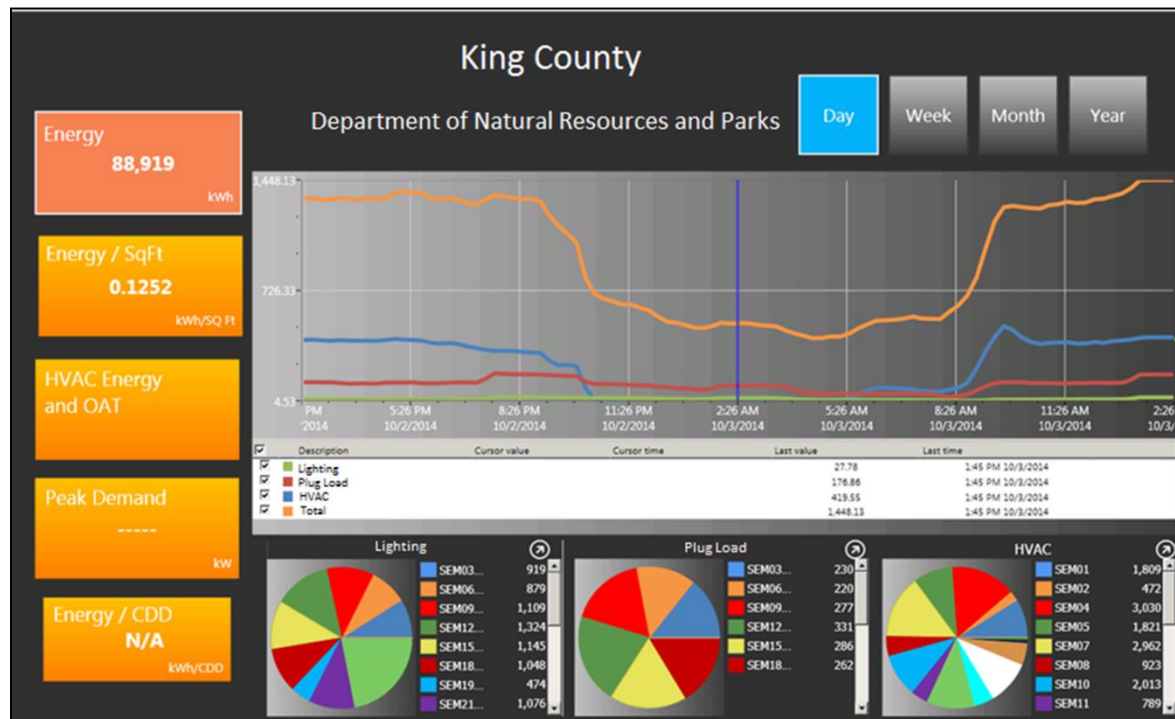 King County
Department of Natural Resources and Parks
Day
Week
Month
Year
Energy
88,919
kWh
Energy / SqFt
0.1252
kWh/SQ Ft
HVAC Energy
and OAT
Peak Demand
-----
kW
Energy / CDD
N/A
kWh/CDD
1,448.13
726.33
4.53
PM 5:26 PM 8:26 PM 11:26 PM 2:26 AM 5:26 AM 8:26 AM 11:26 AM 2:26
'2014 10/2/2014 10/2/2014 10/2/2014 10/3/2014 10/3/2014 10/3/2014 10/3/2014 10/3/
Description Cursor value Cursor time Last value Last time
Lighting 27.78 1:45 PM 10/3/2014
Plug Load 176.86 1:45 PM 10/3/2014
HVAC 419.55 1:45 PM 10/3/2014
Total 1,448.13 1:45 PM 10/3/2014
Lighting
SEM03... 919
SEM06... 879
SEM09... 1,109
SEM12... 1,324
SEM15... 1,145
SEM18... 1,048
SEM19... 474
SEM21... 1,076
Plug Load
SEM03... 230
SEM06... 220
SEM09... 277
SEM12... 331
SEM15... 286
SEM18... 262
HVAC
SEM01 1,809
SEM02 472
SEM04 3,030
SEM05 1,821
SEM07 2,962
SEM08 923
SEM10 2,013
SEM11 789